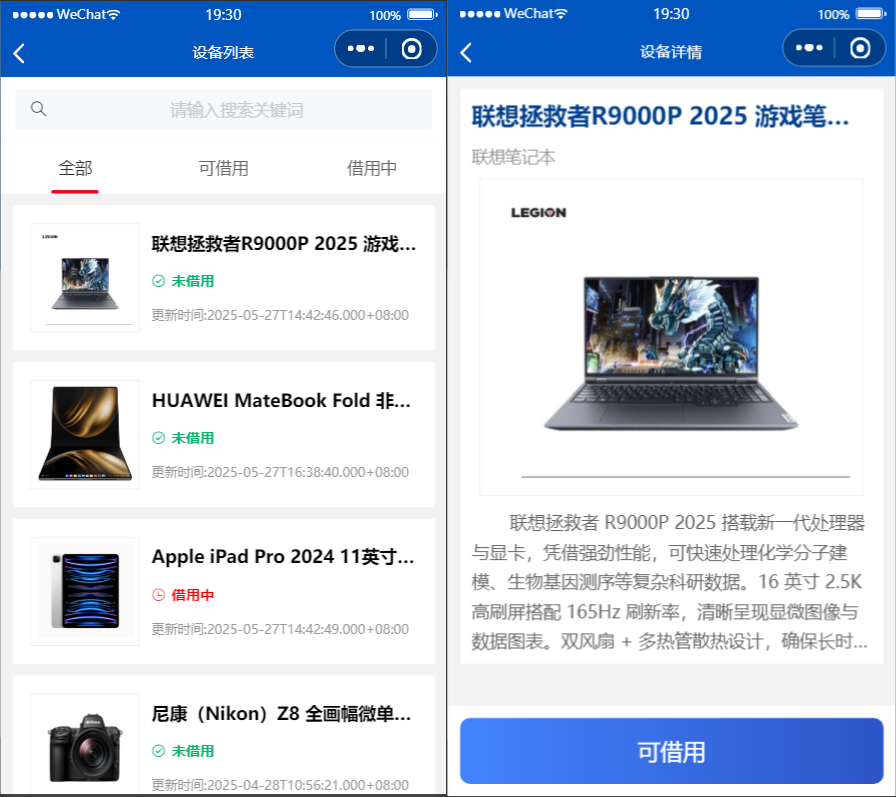 WeChat
19:30
100%
设备列表
请输入搜索关键词
全部
可借用
借用中
LEGION
联想拯救者R9000P 2025 游戏...
未借用
更新时间:2025-05-27T14:42:46.000+08:00
HUAWEI MateBook Fold 非...
未借用
更新时间:2025-05-27T16:38:40.000+08:00
Apple iPad Pro 2024 11英寸...
借用中
更新时间:2025-05-27T14:42:49.000+08:00
Nikon
尼康（Nikon）Z8 全画幅微单...
未借用
更新时间:2025-04-28T10:56:21.000+08:00
WeChat
19:30
100%
设备详情
联想拯救者R9000P 2025 游戏笔...
联想笔记本
LEGION
联想拯救者 R9000P 2025 搭载新一代处理器
与显卡，凭借强劲性能，可快速处理化学分子建
模、生物基因测序等复杂科研数据。16 英寸 2.5K
高刷屏搭配 165Hz 刷新率，清晰呈现显微图像与
数据图表。双风扇 + 多热管散热设计，确保长时...
可借用